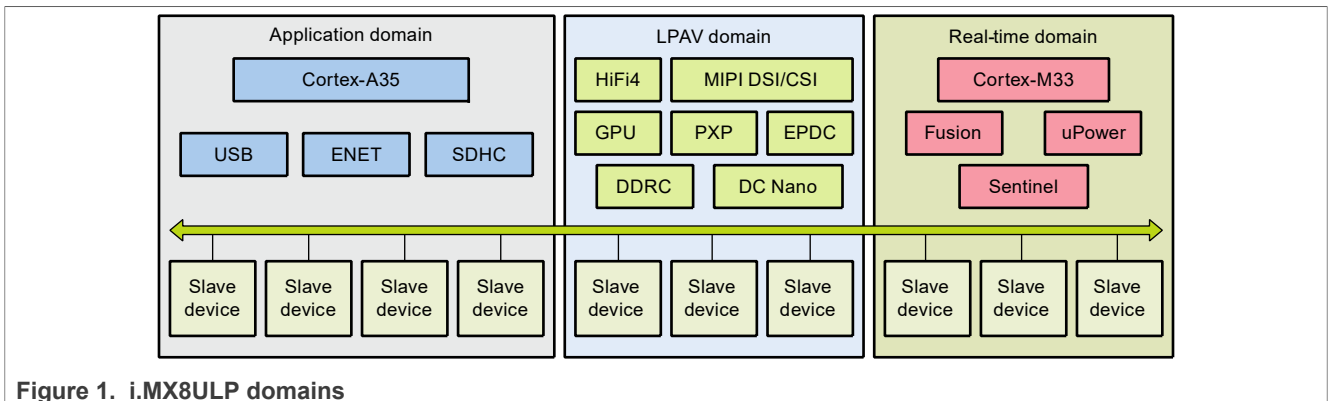 Application domain
Cortex-A35
USB
ENET
SDHC
LPAV domain
HiFi4
MIPI DSI/CSI
GPU
PXP
EPDC
DDRC
DC Nano
Real-time domain
Cortex-M33
Fusion
uPower
Sentinel
Slave
device
Slave
device
Slave
device
Slave
device
Slave
device
Slave
device
Slave
device
Slave
device
Slave
device
Slave
device
Figure 1. i.MX8ULP domains